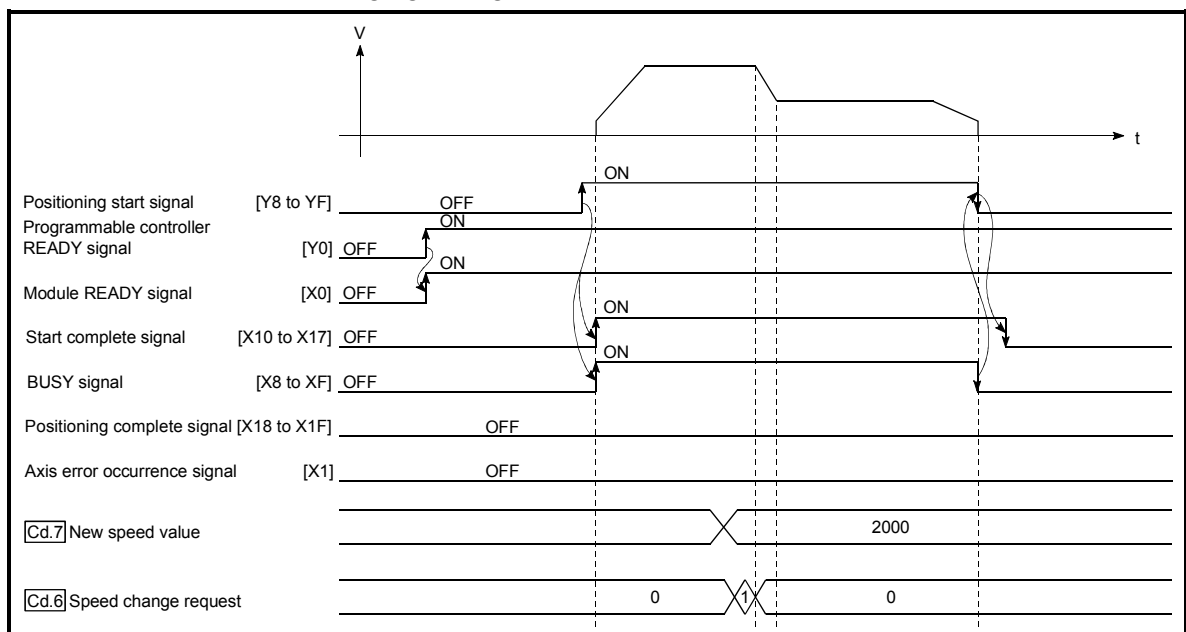 V
t
ON
Positioning start signal [Y8 to YF] OFF
Programmable controller
READY signal [Y0] OFF ON
Module READY signal [X0] OFF ON
Start complete signal [X10 to X17] OFF ON
BUSY signal [X8 to XF] OFF ON
Positioning complete signal [X18 to X1F] OFF
Axis error occurrence signal [X1] OFF
Cd.7 New speed value 2000
Cd.6 Speed change request 0 1 0